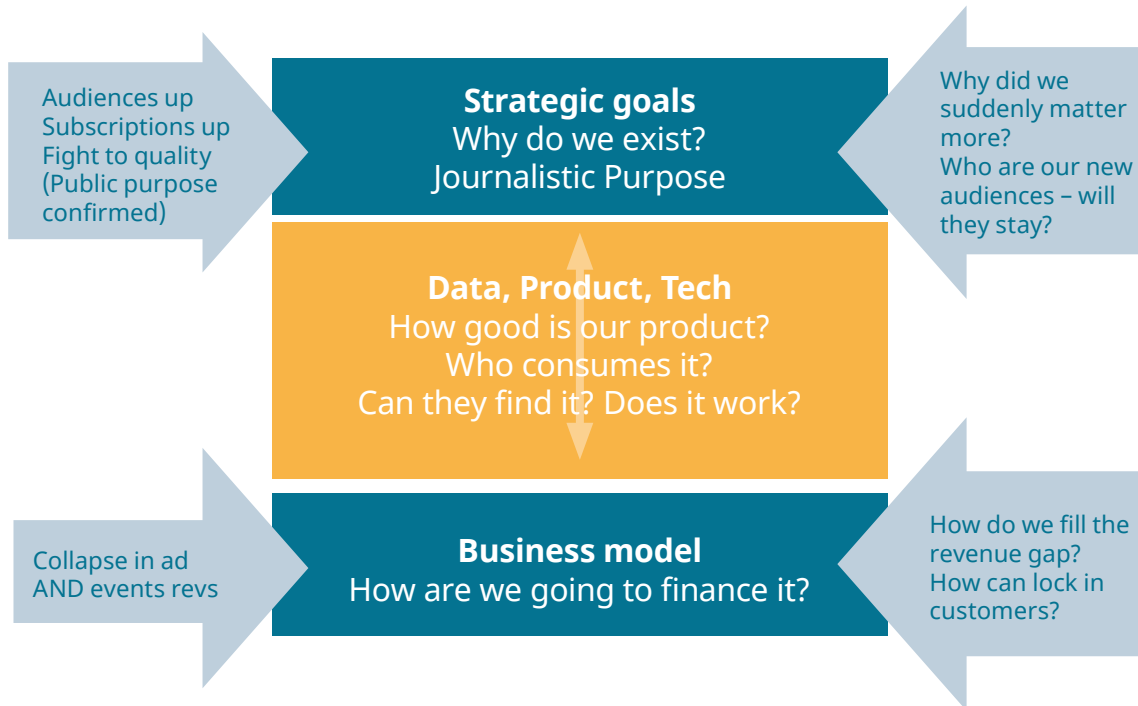 Audiences up
Subscriptions up
Fight to quality
(Public purpose
confirmed)
Strategic goals
Why do we exist?
Journalistic Purpose
Why did we
suddenly matter
more?
Who are our new
audiences – will
they stay?
Data, Product, Tech
How good is our product?
Who consumes it?
Can they find it? Does it work?
Collapse in ad
AND events revs
Business model
How are we going to finance it?
How do we fill the
revenue gap?
How can lock in
customers?